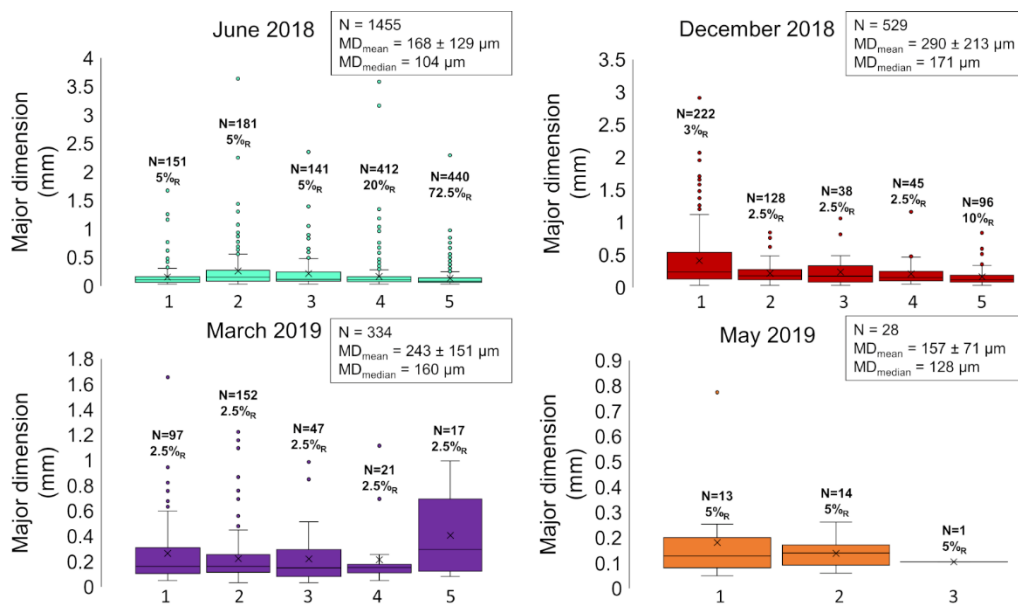 June 2018
N = 1455
MDmean = 168 ± 129 µm
MDmedian = 104 µm
Major dimension
(mm)
4
3.5
3
2.5
2
1.5
1
0.5
0
N=151
5%R
N=181
5%R
N=141
5%R
N=412
20%R
N=440
72.5%R
1 2 3 4 5
December 2018
N = 529
MDmean = 290 ± 213 µm
MDmedian = 171 µm
Major dimension
(mm)
3.5
3
2.5
2
1.5
1
0.5
0
N=222
3%R
N=128
2.5%R
N=38
2.5%R
N=45
2.5%R
N=96
10%R
1 2 3 4 5
March 2019
N = 334
MDmean = 243 ± 151 µm
MDmedian = 160 µm
Major dimension
(mm)
1.8
1.6
1.4
1.2
1
0.8
0.6
0.4
0.2
0
N=97
2.5%R
N=152
2.5%R
N=47
2.5%R
N=21
2.5%R
N=17
2.5%R
1 2 3 4 5
May 2019
N = 28
MDmean = 157 ± 71 µm
MDmedian = 128 µm
Major dimension
(mm)
0.9
0.8
0.7
0.6
0.5
0.4
0.3
0.2
0.1
0
N=13
5%R
N=14
5%R
N=1
5%R
1 2 3